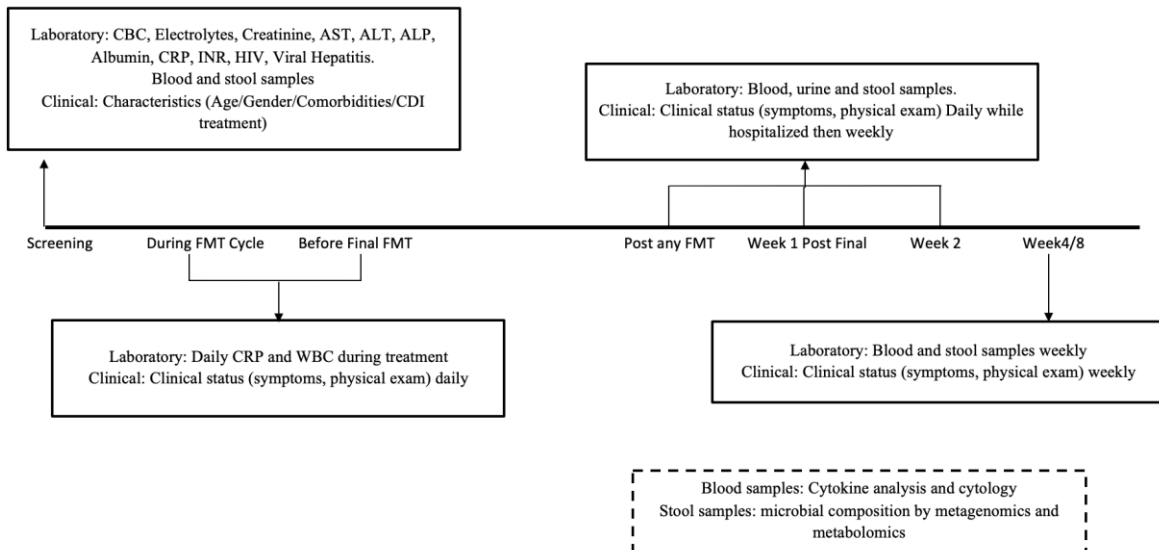 Laboratory: CBC, Electrolytes, Creatinine, AST, ALT, ALP,
Albumin, CRP, INR, HIV, Viral Hepatitis.
Blood and stool samples
Clinical: Characteristics (Age/Gender/Comorbidities/CDI
treatment)
Laboratory: Blood, urine and stool samples.
Clinical: Clinical status (symptoms, physical exam) Daily while
hospitalized then weekly
Screening
During FMT Cycle
Before Final FMT
Post any FMT
Week 1 Post Final
Week 2
Week4/8
Laboratory: Daily CRP and WBC during treatment
Clinical: Clinical status (symptoms, physical exam) daily
Laboratory: Blood and stool samples weekly
Clinical: Clinical status (symptoms, physical exam) weekly
Blood samples: Cytokine analysis and cytology
Stool samples: microbial composition by metagenomics and
metabolomics